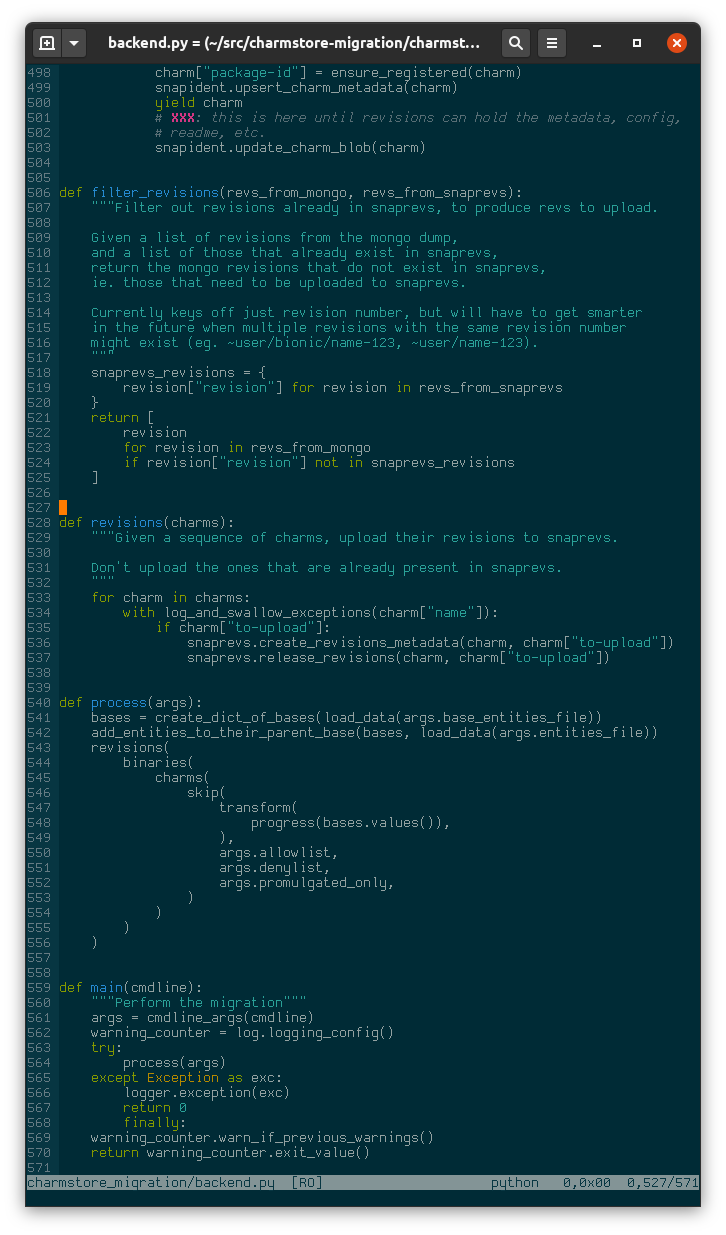 backend.py = (~/src/charmstore-migration/charmst...
498             charm["package-id"] = ensure_registered(charm)
499             snapident.upsert_charm_metadata(charm)
500             yield charm
501             # XXX: this is here until revisions can hold the metadata, config,
502             # readme, etc.
503             snapident.update_charm_blob(charm)
504
505
506 def filter_revisions(revs_from_mongo, revs_from_snaprevs):
507     """Filter out revisions already in snaprevs, to produce revs to upload.
508
509     Given a list of revisions from the mongo dump,
510     and a list of those that already exist in snaprevs,
511     return the mongo revisions that do not exist in snaprevs,
512     ie. those that need to be uploaded to snaprevs.
513
514     Currently keys off just revision number, but will have to get smarter
515     in the future when multiple revisions with the same revision number
516     might exist (eg. ~user/bionic/name-123, ~user/name-123).
517     """
518     snaprevs_revisions = {
519         revision["revision"] for revision in revs_from_snaprevs
520     }
521     return [
522         revision
523         for revision in revs_from_mongo
524         if revision["revision"] not in snaprevs_revisions
525     ]
526
527
528 def revisions(charms):
529     """Given a sequence of charms, upload their revisions to snaprevs.
530
531     Don't upload the ones that are already present in snaprevs.
532     """
533     for charm in charms:
534         with log_and_swallow_exceptions(charm["name"]):
535             if charm["to-upload"]:
536                 snaprevs.create_revisions_metadata(charm, charm["to-upload"])
537                 snaprevs.release_revisions(charm, charm["to-upload"])
538
539
540 def process(args):
541     bases = create_dict_of_bases(load_data(args.base_entities_file))
542     add_entities_to_their_parent_base(bases, load_data(args.entities_file))
543     revisions(
544         binaries(
545             charms(
546                 skip(
547                     transform(
548                         progress(bases.values()),
549                     ),
550                     args.allowlist,
551                     args.denylist,
552                     args.promulgated_only,
553                 )
554             )
555         )
556     )
557
558
559 def main(cmdline):
560     """Perform the migration"""
561     args = cmdline_args(cmdline)
562     warning_counter = log.logging_config()
563     try:
564         process(args)
565     except Exception as exc:
566         logger.exception(exc)
567         return 0
568         finally:
569     warning_counter.warn_if_previous_warnings()
570     return warning_counter.exit_value()
571
charmstore_migration/backend.py  [RO]                     python   0,0x00  0,527/571